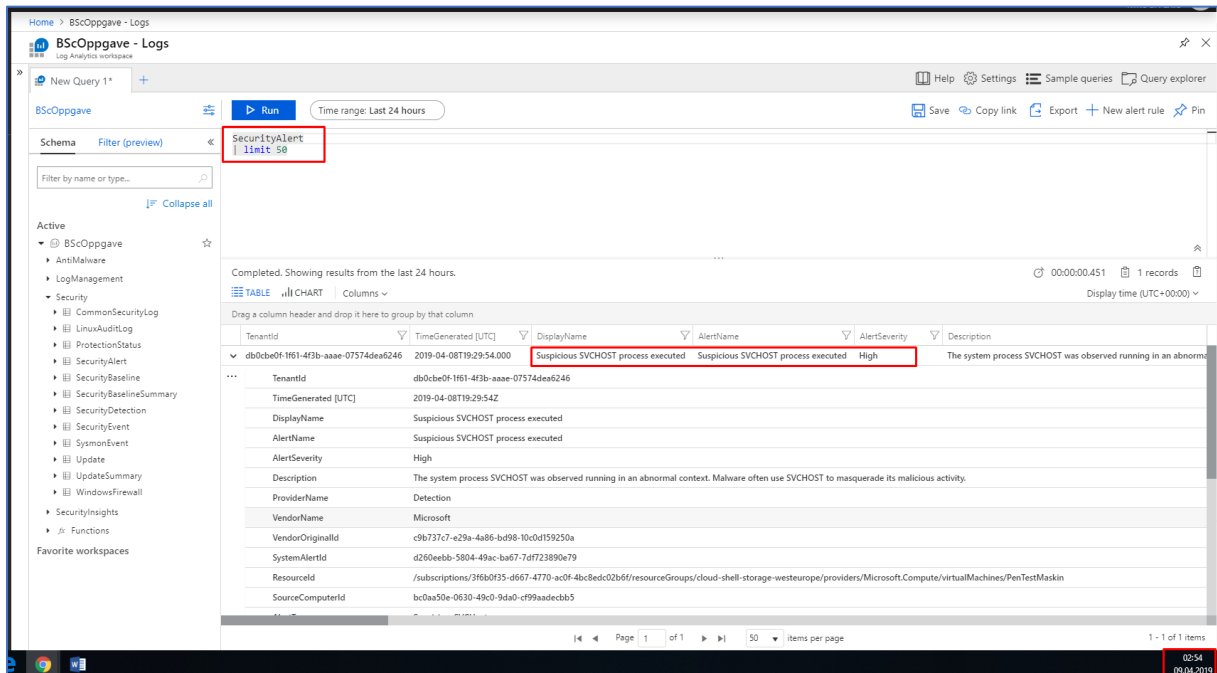 Home > BScOppgave - Logs
BScOppgave - Logs
Log Analytics workspace
»
New Query 1* +
Help Settings Sample queries Query explorer
BScOppgave
Run Time range: Last 24 hours
Save Copy link Export New alert rule Pin
Schema Filter (preview) «
SecurityAlert
| limit 50
Filter by name or type...
Collapse all
Active
BScOppgave
AntiMalware
LogManagement
Security
CommonSecurityLog
LinuxAuditLog
ProtectionStatus
SecurityAlert
SecurityBaseline
SecurityBaselineSummary
SecurityDetection
SecurityEvent
SysmonEvent
Update
UpdateSummary
WindowsFirewall
SecurityInsights
fx Functions
Favorite workspaces
Completed. Showing results from the last 24 hours. 00:00:00.451 1 records
TABLE CHART Columns Display time (UTC+00:00)
Drag a column header and drop it here to group by that column
TenantId TimeGenerated [UTC] DisplayName AlertName AlertSeverity Description
db0cbe0f-1f61-4f3b-aaae-07574dea6246 2019-04-08T19:29:54.000 Suspicious SVCHOST process executed Suspicious SVCHOST process executed High The system process SVCHOST was observed running in an abnorma
... TenantId db0cbe0f-1f61-4f3b-aaae-07574dea6246
TimeGenerated [UTC] 2019-04-08T19:29:54Z
DisplayName Suspicious SVCHOST process executed
AlertName Suspicious SVCHOST process executed
AlertSeverity High
Description The system process SVCHOST was observed running in an abnormal context. Malware often use SVCHOST to masquerade its malicious activity.
ProviderName Detection
VendorName Microsoft
VendorOriginalId c9b737c7-e29a-4a86-bd98-10c0d159250a
SystemAlertId d260eebb-5804-49ac-ba67-7df723890e79
ResourceId /subscriptions/3f6b0f35-d667-4770-ac0f-4bc8edc02b6f/resourceGroups/cloud-shell-storage-westeurope/providers/Microsoft.Compute/virtualMachines/PenTestMaskin
SourceComputerId bc0aa50e-0630-49c0-9da0-cf99aadecbb5
Page 1 of 1 50 items per page 1 - 1 of 1 items
02:54
09.04.2019